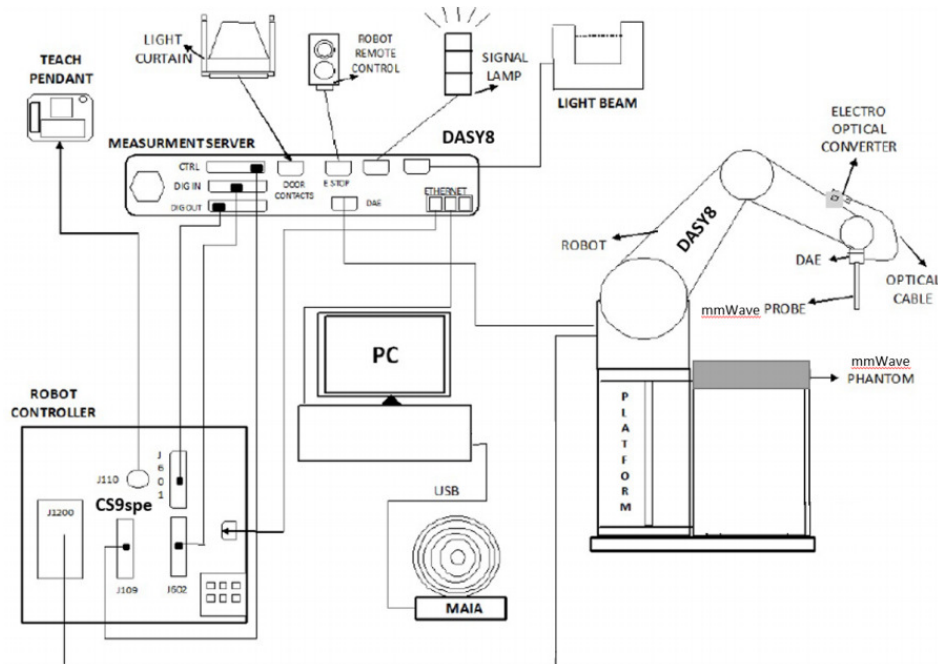 LIGHT
CURTAIN
ROBOT
REMOTE
CONTROL
SIGNAL
LAMP
LIGHT BEAM
TEACH
PENDANT
MEASURMENT SERVER
DASY8
CTRL
DIG IN
DIG OUT
DOOR
CONTACTS
E STOP
DAE
ETHERNET
ELECTRO
OPTICAL
CONVERTER
ROBOT
DASY8
DAE
OPTICAL
CABLE
mmWave PROBE
mmWave
PHANTOM
PLATFORM
PC
USB
MAIA
ROBOT
CONTROLLER
J110
J601
CS9spe
J1200
J109
J602